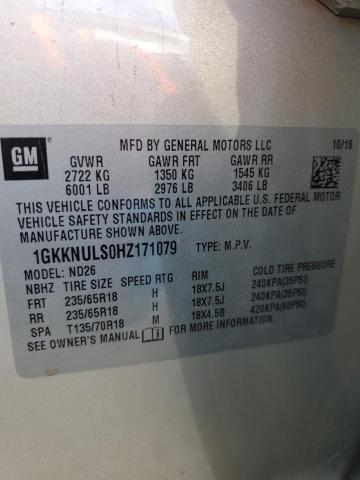 GM
MFD BY GENERAL MOTORS LLC 10/16
GVWR GAWR FRT GAWR RR
2722 KG 1350 KG 1545 KG
6001 LB 2976 LB 3406 LB
THIS VEHICLE CONFORMS TO ALL APPLICABLE U.S. FEDERAL MOTOR
VEHICLE SAFETY STANDARDS IN EFFECT ON THE DATE OF
MANUFACTURE SHOWN ABOVE.
1GKKNULS0HZ171079 TYPE: M.P.V.
MODEL: ND26
NBHZ TIRE SIZE SPEED RTG RIM COLD TIRE PRESSURE
FRT 235/65R18 H 18X7.5J 240KPA(35PSI)
RR 235/65R18 H 18X7.5J 240KPA(35PSI)
SPA T135/70R18 M 18X4.5B 420KPA(60PSI)
SEE OWNER'S MANUAL FOR MORE INFORMATION.